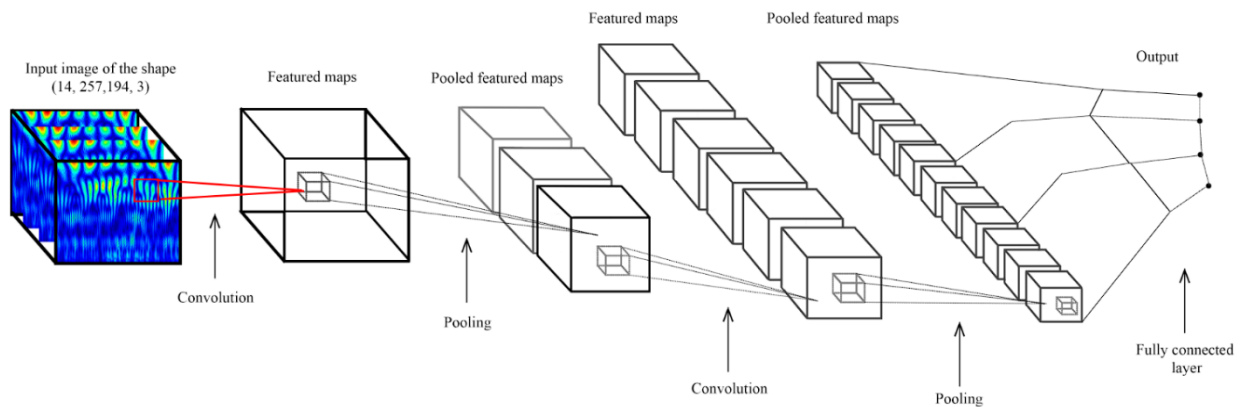 Input image of the shape
(14, 257,194, 3)
Featured maps
Pooled featured maps
Featured maps
Pooled featured maps
Output
Convolution
Pooling
Convolution
Pooling
Fully connected
layer